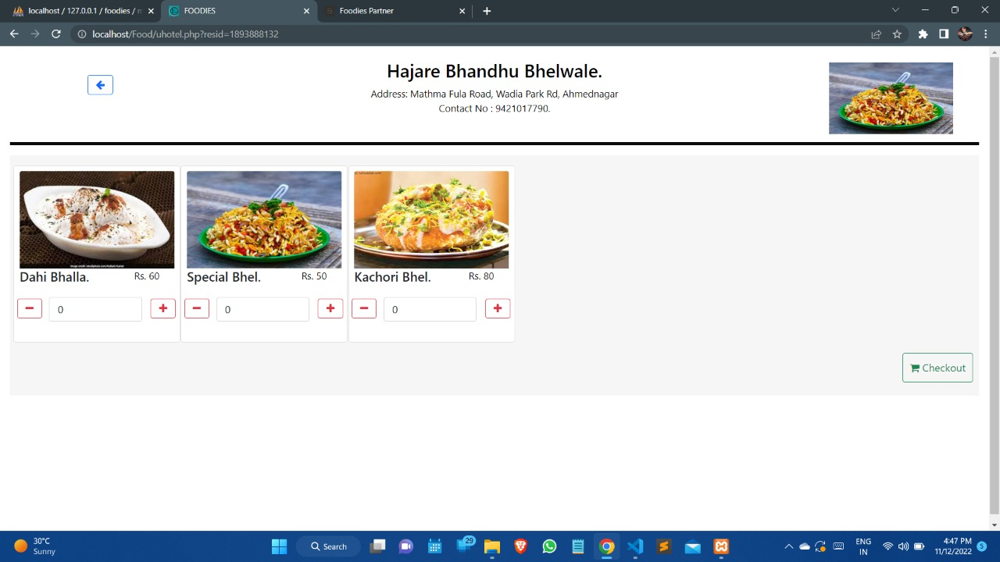 localhost / 127.0.0.1 / foodies / n
FOODIES
Foodies Partner
localhost/Food/uhotel.php?resid=1893888132
Hajare Bhandhu Bhelwale.
Address: Mathma Fula Road, Wadia Park Rd, Ahmednagar
Contact No : 9421017790.
Dahi Bhalla. Rs. 60
Special Bhel. Rs. 50
Kachori Bhel. Rs. 80
0
0
0
Checkout
30°C
Sunny
Search
29
ENG
IN
4:47 PM
11/12/2022
5